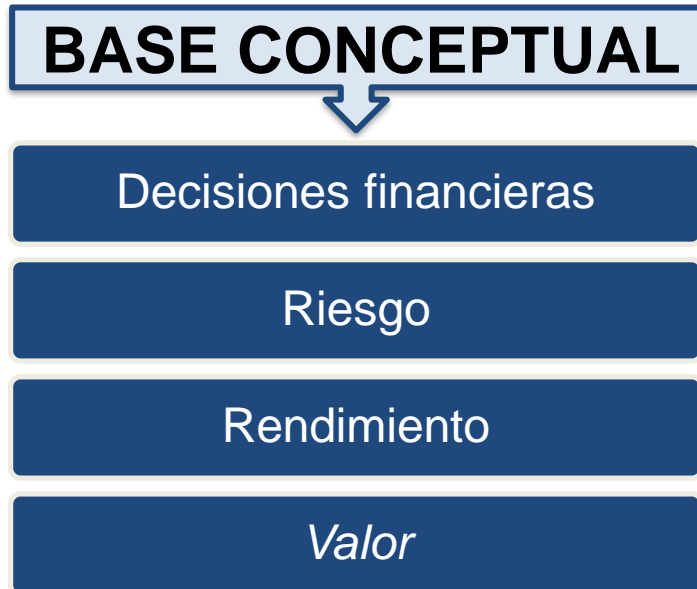 BASE CONCEPTUAL
Decisiones financieras
Riesgo
Rendimiento
Valor